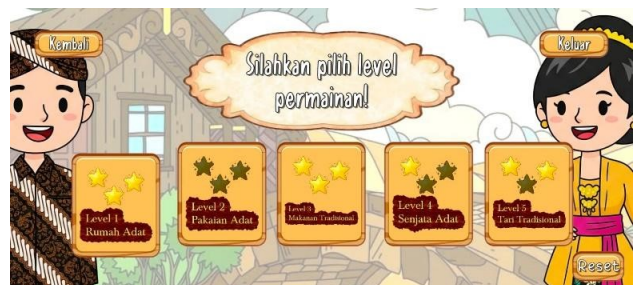 Kembali
Keluar
Silahkan pilih level
permainan!
Level 1
Rumah Adat
Level 2
Pakaian Adat
Level 3
Makanan Tradisional
Level 4
Senjata Adat
Level 5
Tari Tradisional
Reset